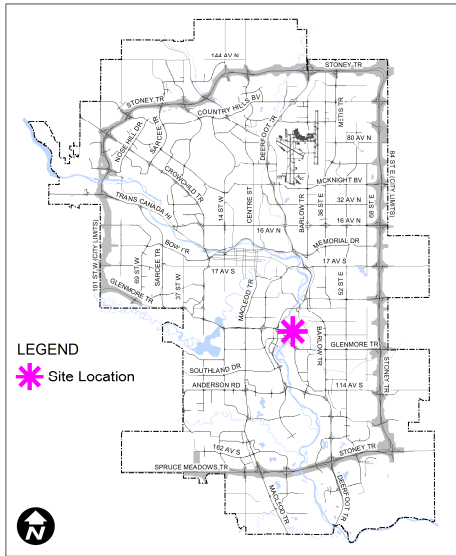 144 AV N
STONEY TR
STONEY TR
COUNTRY HILLS BV
METIS TR
NOSE HILL DR
SARCEE TR
DEERFOOT TR
80 AV N
84 ST E (CITY LIMITS)
CROWCHILD TR
MCKNIGHT BV
TRANS CANADA HI
14 ST W
CENTRE ST
BARLOW TR
36 ST E
32 AV N
68 ST E
16 AV N
16 AV N
101 ST W (CITY LIMITS)
BOW TR
MEMORIAL DR
69 ST W
SARCEE TR
37 ST W
17 AV S
17 AV S
GLENMORE TR
MACLEOD TR
52 ST E
BARLOW TR
GLENMORE TR
LEGEND
Site Location
SOUTHLAND DR
ANDERSON RD
114 AV S
STONEY TR
162 AV S
STONEY TR
SPRUCE MEADOWS TR
MACLEOD TR
DEERFOOT TR
N